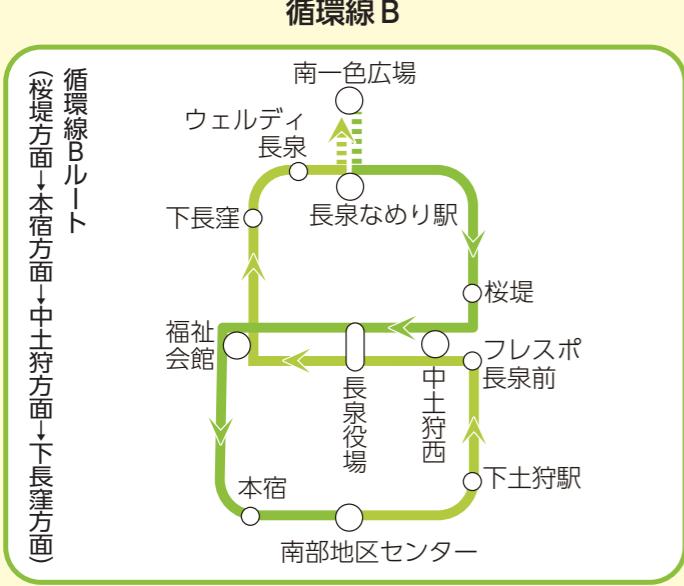 循環線B
循環線Bルート
(桜堤方面→本宿方面→中土狩方面→下長窪方面)
南一色広場
ウェルディ
長泉
長泉なめり駅
下長窪
桜堤
福祉
会館
長泉役場
中土狩西
フレスポ
長泉前
下土狩駅
本宿
南部地区センター